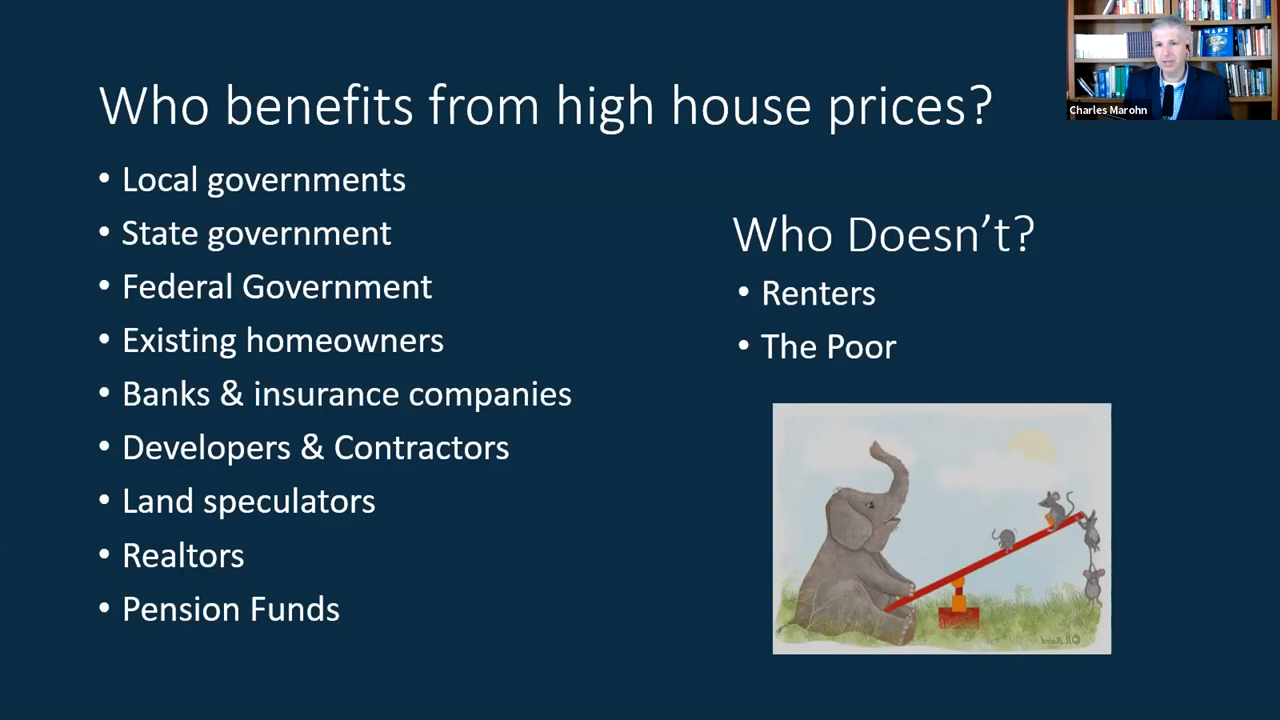 Who benefits from high house prices?
• Local governments
• State government
• Federal Government
• Existing homeowners
• Banks & insurance companies
• Developers & Contractors
• Land speculators
• Realtors
• Pension Funds
Who Doesn’t?
• Renters
• The Poor
Charles Marohn
MAPS